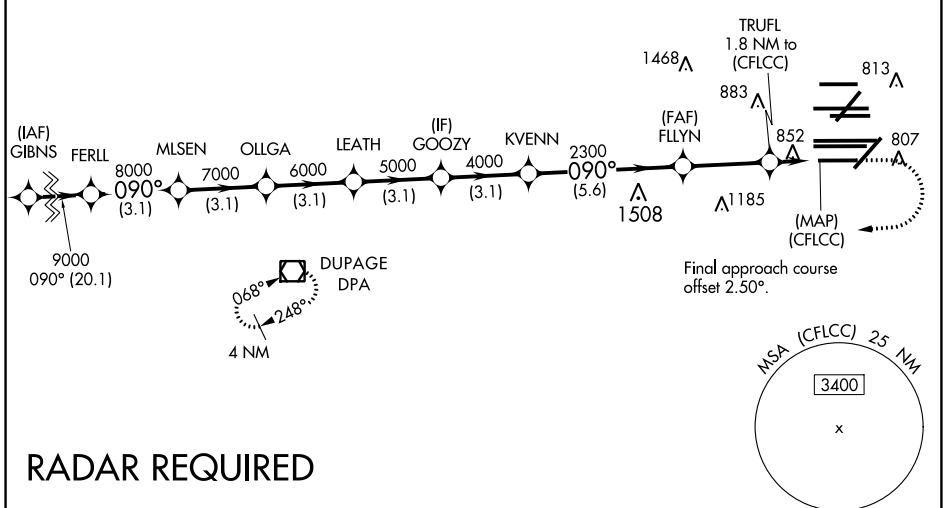 TRUFL
1.8 NM to
(CFLCC)
1468
813
883
(FAF)
FLLYN
852
807
(IAF)
GIBNS
FERLL
8000
090°
(3.1)
MLSEN
7000
(3.1)
OLLGA
6000
(3.1)
LEATH
5000
(3.1)
(IF)
GOOZY
4000
(3.1)
KVENN
2300
090°
(5.6)
1508
1185
(MAP)
(CFLCC)
9000
090° (20.1)
DUPAGE
DPA
068°
248°
4 NM
Final approach course
offset 2.50°.
MSA (CFLCC) 25 NM
3400
x
RADAR REQUIRED